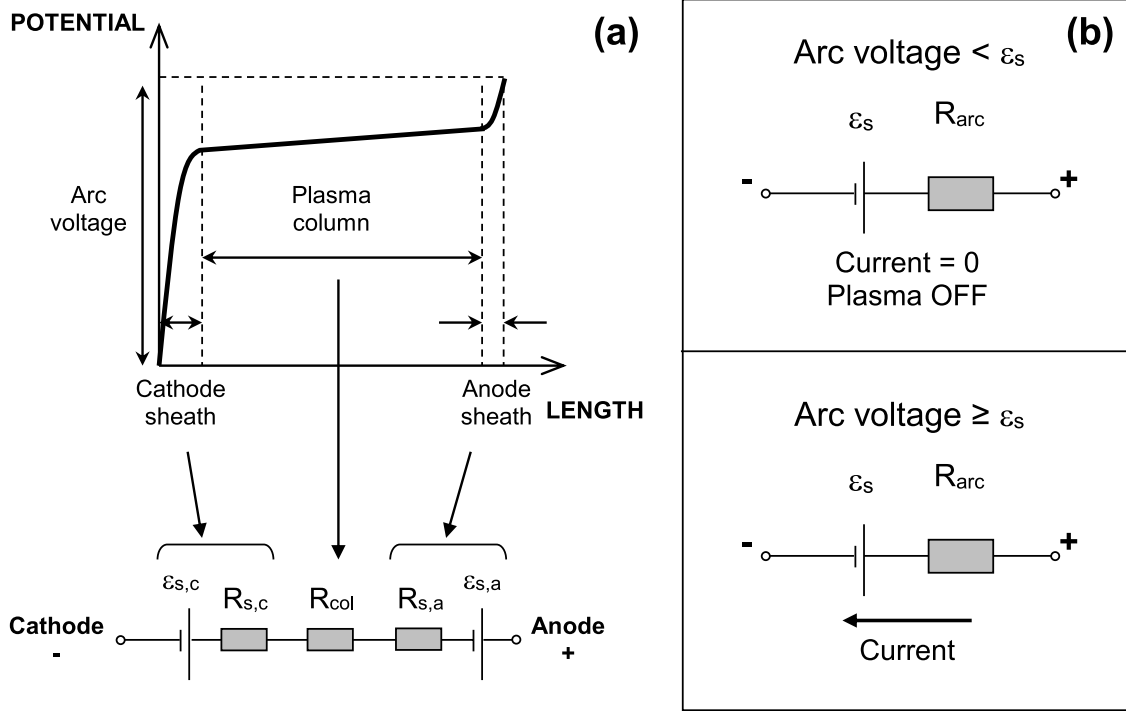 POTENTIAL
(a)
Arc
voltage
Plasma
column
Cathode
sheath
Anode
sheath
LENGTH
εs,c
Rs,c
Rcol
Rs,a
εs,a
Cathode
-
Anode
+
(b)
Arc voltage < εs
εs
Rarc
-
+
Current = 0
Plasma OFF
Arc voltage ≥ εs
εs
Rarc
-
+
Current